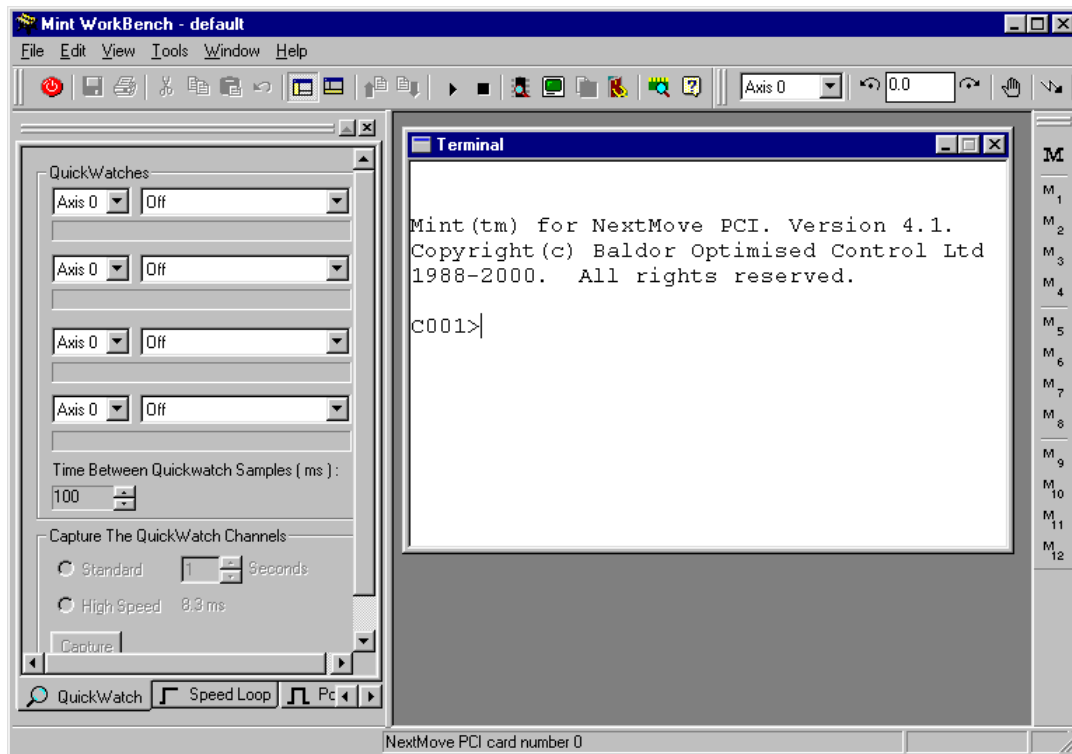 Mint WorkBench - default
File Edit View Tools Window Help
Axis 0 0.0
QuickWatches
Axis 0 Off
Axis 0 Off
Axis 0 Off
Axis 0 Off
Time Between Quickwatch Samples ( ms ) :
100
Capture The QuickWatch Channels
Standard 1 Seconds
High Speed 8.3 ms
Capture
QuickWatch Speed Loop Pc
Terminal
Mint(tm) for NextMove PCI. Version 4.1.
Copyright(c) Baldor Optimised Control Ltd
1988-2000.  All rights reserved.
C001>
M
M1
M2
M3
M4
M5
M6
M7
M8
M9
M10
M11
M12
NextMove PCI card number 0